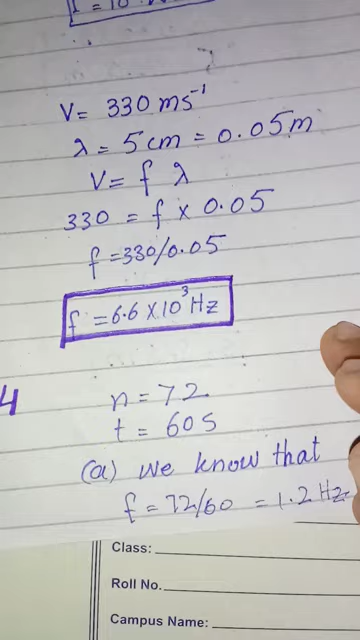 V = 330 ms⁻¹
λ = 5 cm = 0.05 m
V = f λ
330 = f × 0.05
f = 330/0.05
f = 6.6 × 10³ Hz
4
n = 72
t = 60 s
(a) we know that
f = 72/60 = 1.2 Hz
Class:
Roll No.
Campus Name: